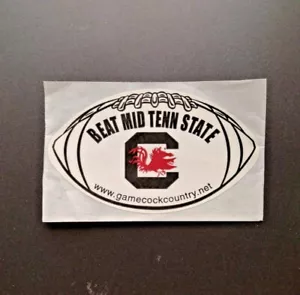 BEAT MID TENN STATE
C
www.gamecockcountry.net